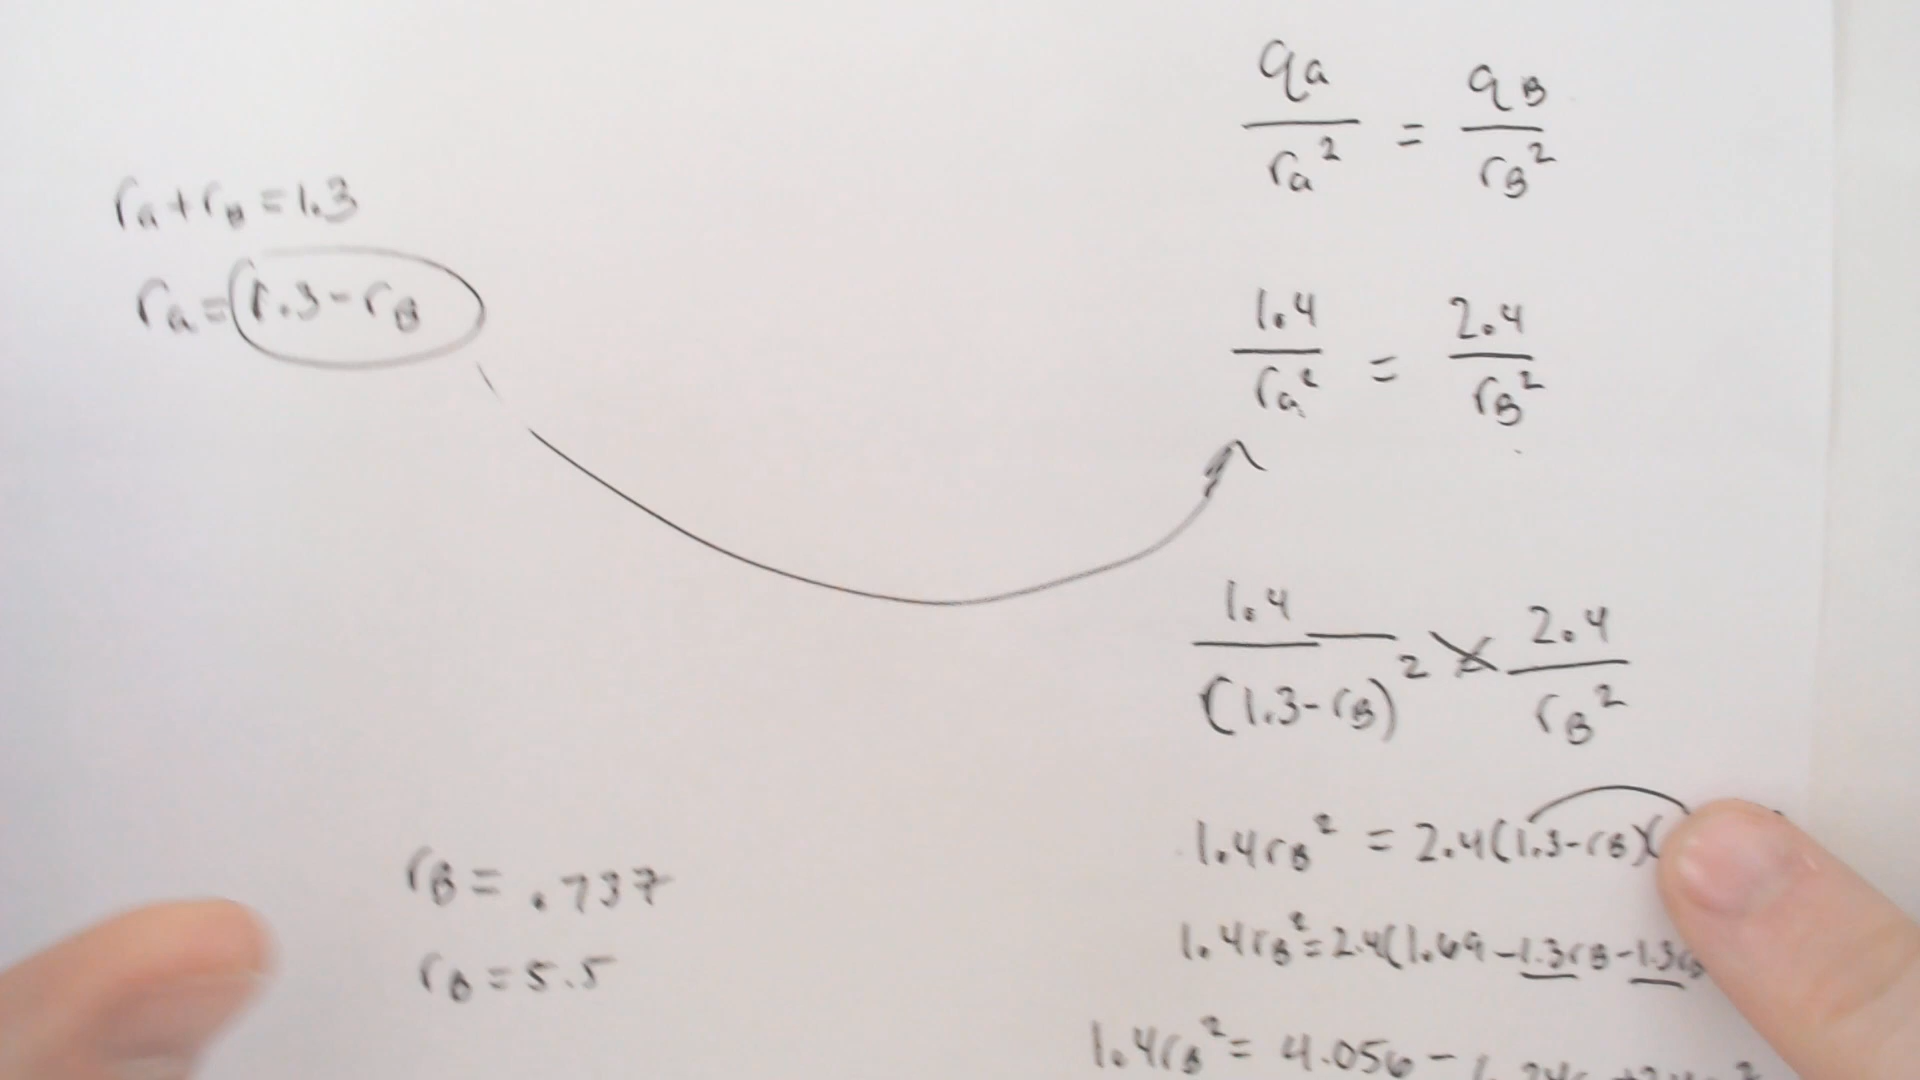 qa/ra² = qB/rB²
ra + rB = 1.3
ra = (1.3 - rB
1.4/ra² = 2.4/rB²
1.4/(1.3 - rB)² 2.4/rB²
1.4rB² = 2.4(1.3 - rB)(
rB = .737
1.4rB² = 2.4(1.69 - 1.3rB - 1.3rB
rB = 5.5
1.4rB² = 4.056 -